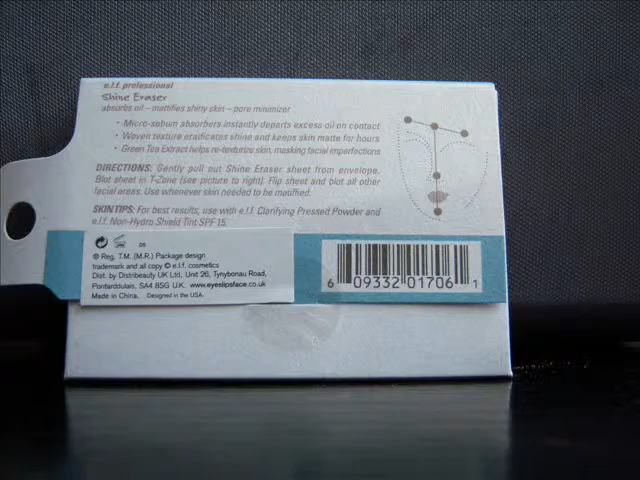 e.l.f. professional
Shine Eraser
absorbs oil – mattifies shiny skin – pore minimizer
• Micro-sebum absorbers instantly departs excess oil on contact
• Woven texture eradicates shine and keeps skin matte for hours
• Green Tea Extract helps re-texturize skin, masking facial imperfections
DIRECTIONS: Gently pull out Shine Eraser sheet from envelope.
Blot sheet in T-Zone (see picture to right). Flip sheet and blot all other
facial areas. Use whenever skin needed to be mattified.
SKIN TIPS: For best results, use with e.l.f. Clarifying Pressed Powder and
e.l.f. Non-Hydro Shield Tint SPF 15.
® Reg. T.M. (M.R.) Package design
trademark and all copy © e.l.f. cosmetics
Dist. by Distribeauty UK Ltd, Unit 26, Tynybonau Road,
Pontarddulais, SA4 8SG U.K. www.eyeslipsface.co.uk
Made in China. Designed in the USA.
6 09332 01706 1